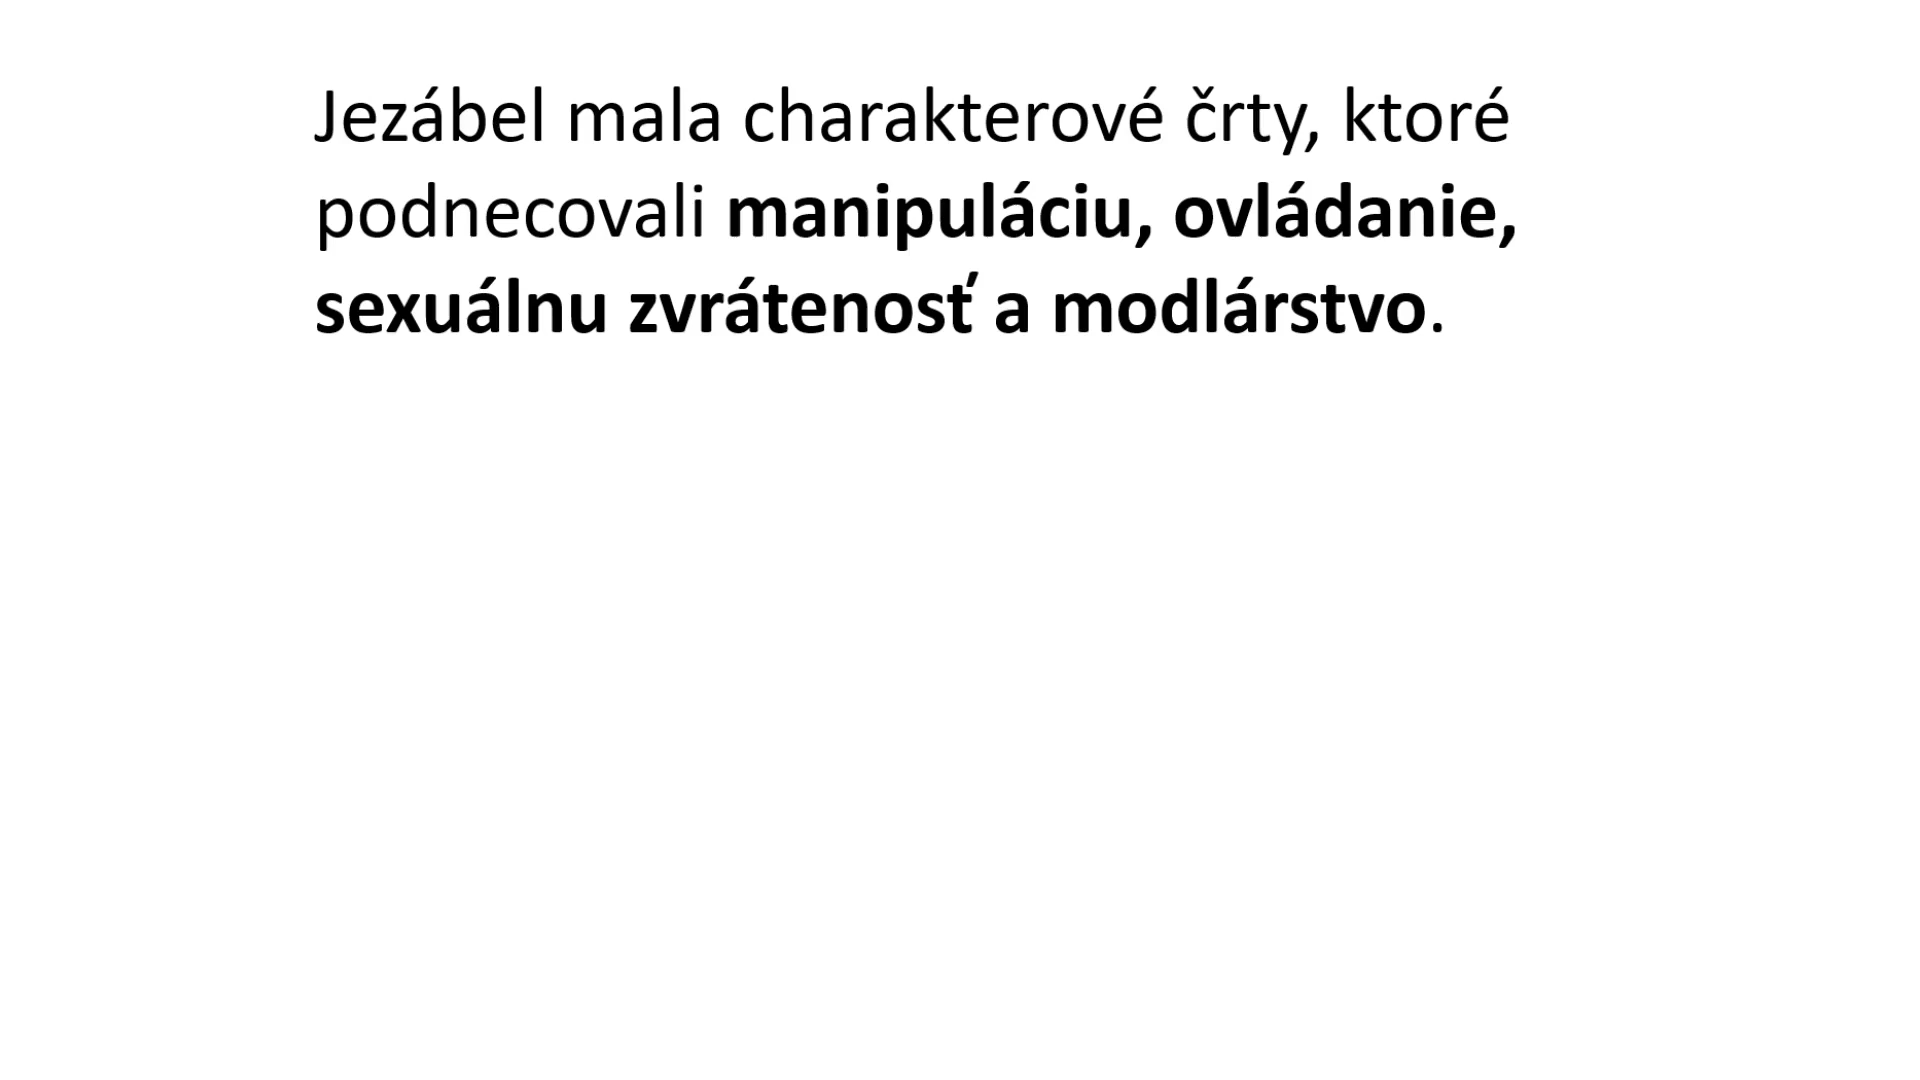 Jezábel mala charakterové črty, ktoré
podnecovali manipuláciu, ovládanie,
sexuálnu zvrátenosť a modlárstvo.